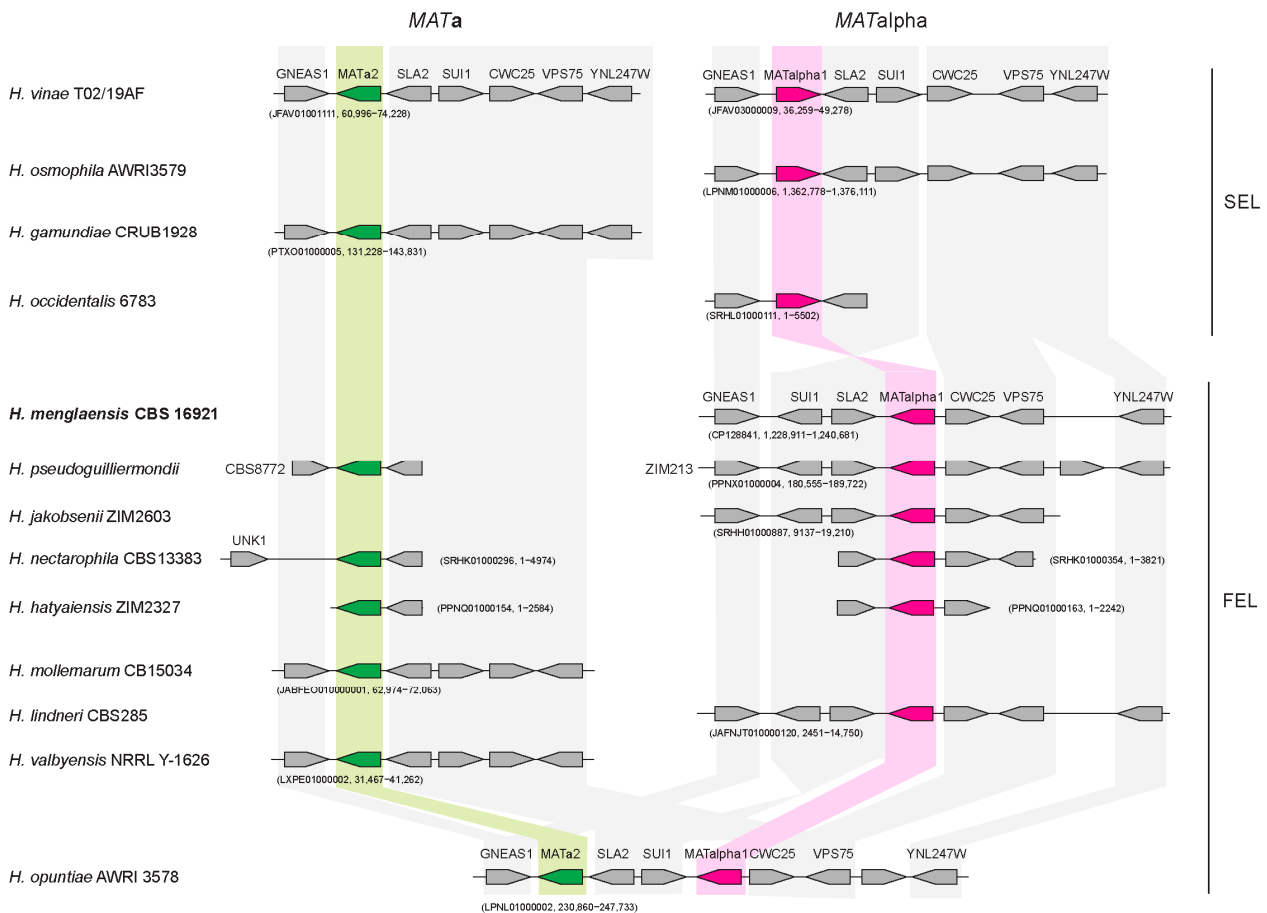 MATa MATalpha
GNEAS1 MATa2 SLA2 SUI1 CWC25 VPS75 YNL247W GNEAS1 MATalpha1 SLA2 SUI1 CWC25 VPS75 YNL247W
H. vinae T02/19AF
(JFAV01001111, 60,996–74,228) (JFAV03000009, 36,259–49,278)
H. osmophila AWRI3579
(LPNM01000006, 1,362,778–1,376,111)
SEL
H. gamundiae CRUB1928
(PTXO01000005, 131,228–143,831)
H. occidentalis 6783
(SRHL01000111, 1–5502)
GNEAS1 SUI1 SLA2 MATalpha1 CWC25 VPS75 YNL247W
H. menglaensis CBS 16921
(CP128841, 1,228,911–1,240,681)
H. pseudoguilliermondii CBS8772 ZIM213
(PPNX01000004, 180,555–189,722)
H. jakobsenii ZIM2603
(SRHH01000887, 9137–19,210)
UNK1
H. nectarophila CBS13383 (SRHK01000296, 1–4974) (SRHK01000354, 1–3821)
H. hatyaiensis ZIM2327 (PPNQ01000154, 1–2584) (PPNQ01000163, 1–2242)
FEL
H. mollemarum CB15034
(JABFEO010000001, 62,974–72,063)
H. lindneri CBS285
(JAFNJT010000120, 2451–14,750)
H. valbyensis NRRL Y-1626
(LXPE01000002, 31,467–41,262)
GNEAS1 MATa2 SLA2 SUI1 MATalpha1 CWC25 VPS75 YNL247W
H. opuntiae AWRI 3578
(LPNL01000002, 230,860–247,733)